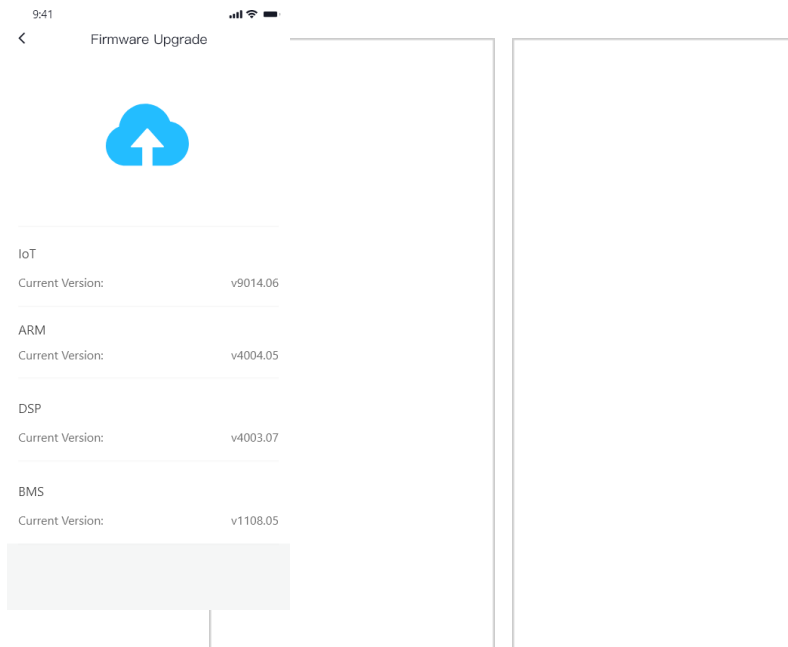 9:41
Firmware Upgrade
IoT
Current Version: v9014.06
ARM
Current Version: v4004.05
DSP
Current Version: v4003.07
BMS
Current Version: v1108.05